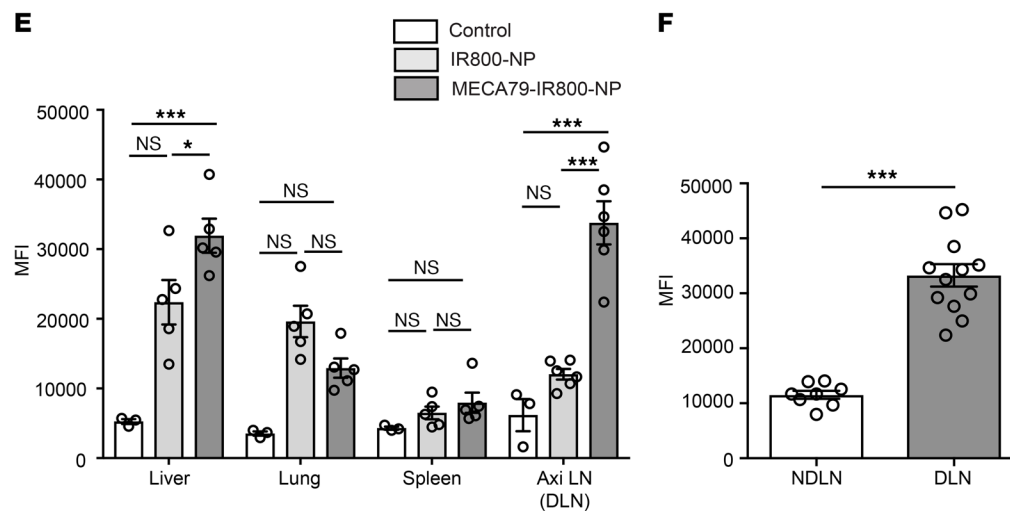 E
Control
IR800-NP
MECA79-IR800-NP
MFI
50000
40000
30000
20000
10000
0
***
NS
*
NS
NS
NS
NS
NS
NS
***
***
NS
Liver
Lung
Spleen
Axi LN
(DLN)
F
MFI
50000
40000
30000
20000
10000
0
***
NDLN
DLN